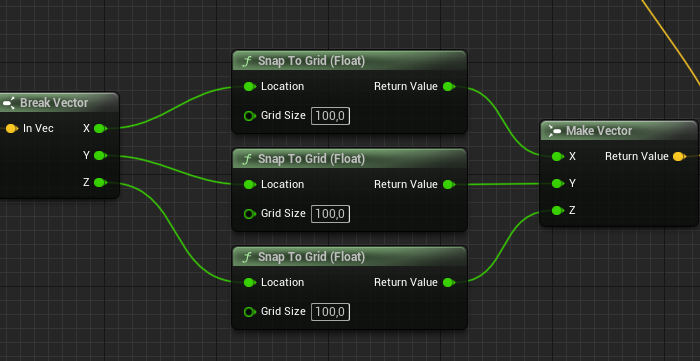 Break Vector
In Vec
X
Y
Z
f Snap To Grid (Float)
Location Return Value
Grid Size 100,0
f Snap To Grid (Float)
Location Return Value
Grid Size 100,0
f Snap To Grid (Float)
Location Return Value
Grid Size 100,0
Make Vector
X Return Value
Y
Z